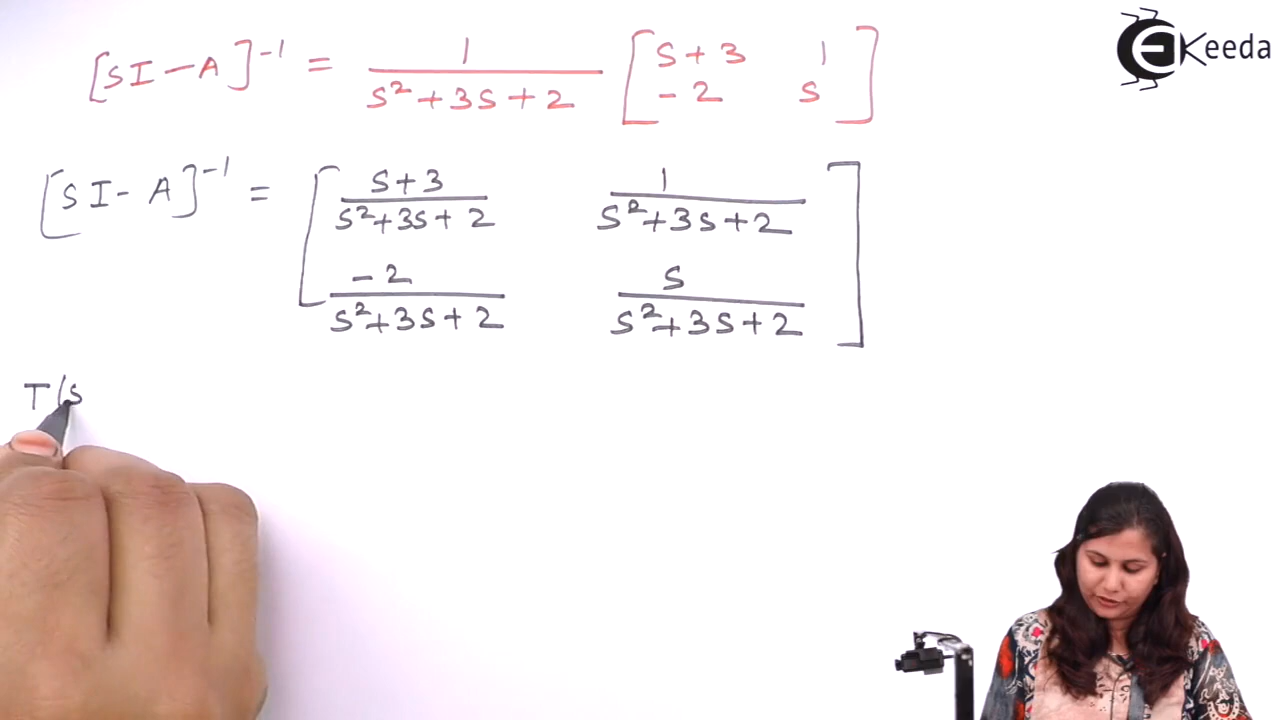 [SI-A]⁻¹ = 1/(s²+3s+2) [s+3 1
-2 s]
Keeda
[SI-A]⁻¹ = [(s+3)/(s²+3s+2) 1/(s²+3s+2)
-2/(s²+3s+2) s/(s²+3s+2)]
T(s